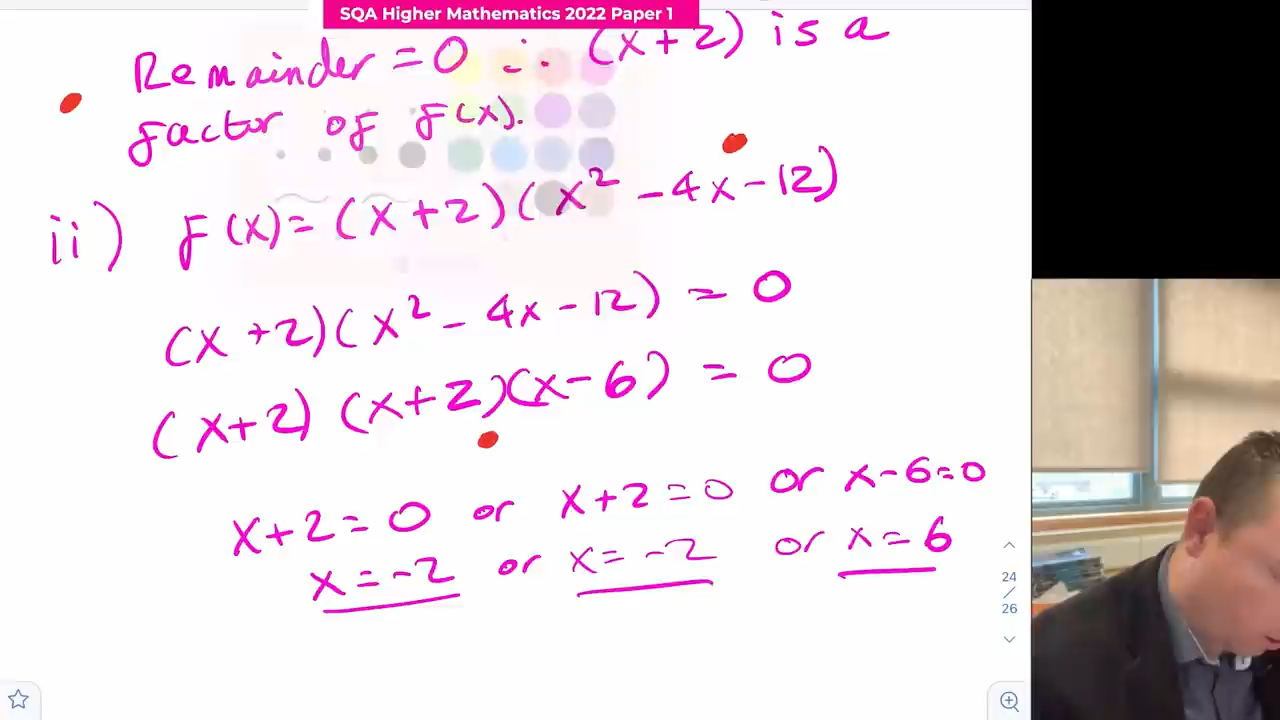 SQA Higher Mathematics 2022 Paper 1
Remainder = 0 ∴ (x+2) is a
factor of f(x).
ii) f(x) = (x+2)(x² - 4x - 12)
(x+2)(x² - 4x - 12) = 0
(x+2) (x+2)(x-6) = 0
x+2 = 0 or x+2 = 0 or x-6=0
x = -2 or x = -2 or x = 6
24
/
26